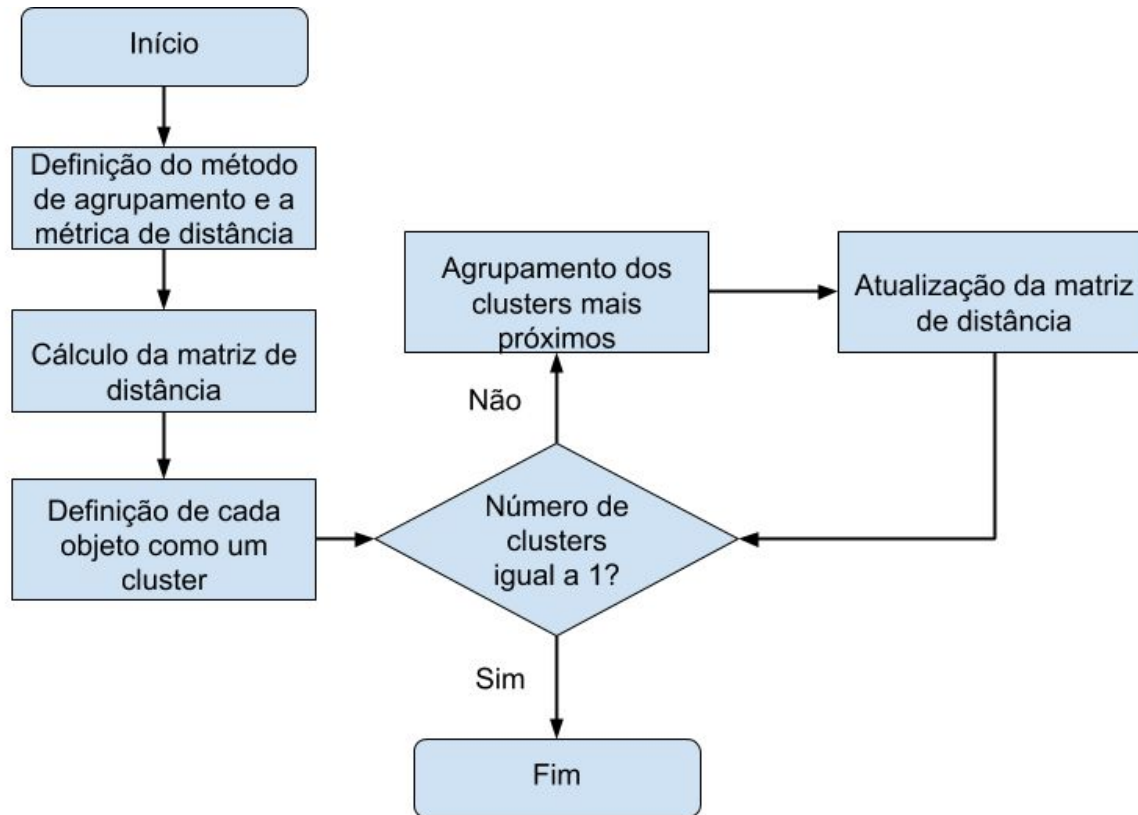 Início
Definição do método
de agrupamento e a
métrica de distância
Cálculo da matriz de
distância
Definição de cada
objeto como um
cluster
Número de
clusters
igual a 1?
Não
Agrupamento dos
clusters mais
próximos
Atualização da matriz
de distância
Sim
Fim